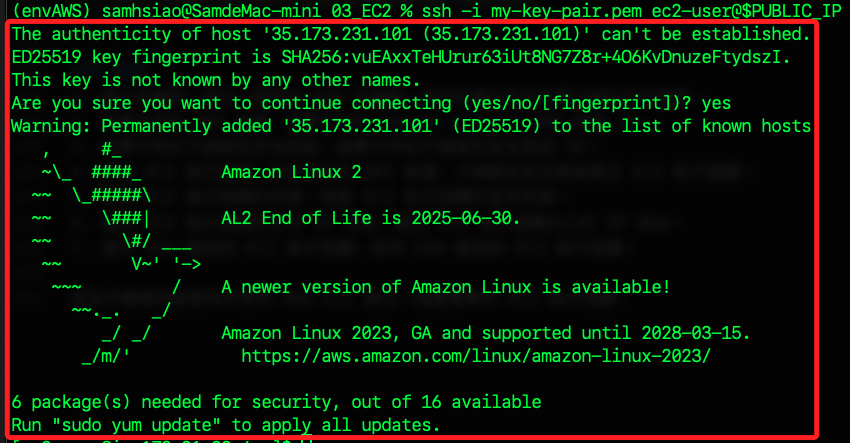 (envAWS) samhsiao@SamdeMac-mini 03_EC2 % ssh -i my-key-pair.pem ec2-user@$PUBLIC_IP
The authenticity of host '35.173.231.101 (35.173.231.101)' can't be established.
ED25519 key fingerprint is SHA256:vuEAxxTeHUrur63iUt8NG7Z8r+4O6KvDnuzeFtydszI.
This key is not known by any other names.
Are you sure you want to continue connecting (yes/no/[fingerprint])? yes
Warning: Permanently added '35.173.231.101' (ED25519) to the list of known hosts
   ,     #_
   ~\_  ####_        Amazon Linux 2
  ~~  \_#####\
  ~~     \###|       AL2 End of Life is 2025-06-30.
  ~~       \#/ ___
   ~~       V~' '->
    ~~~         /    A newer version of Amazon Linux is available!
      ~~._.   _/
         _/ _/       Amazon Linux 2023, GA and supported until 2028-03-15.
       _/m/'           https://aws.amazon.com/linux/amazon-linux-2023/
6 package(s) needed for security, out of 16 available
Run "sudo yum update" to apply all updates.